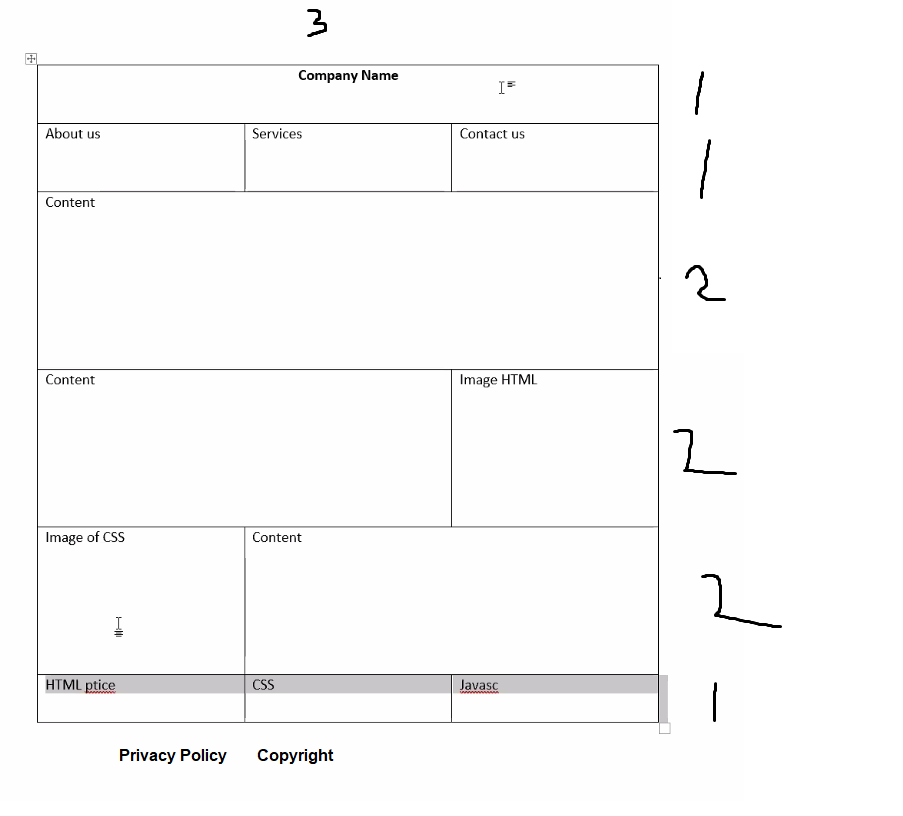 3
Company Name
1
About us Services Contact us
1
Content
2
Content Image HTML
2
Image of CSS Content
2
HTML ptice CSS Javasc
1
Privacy Policy Copyright